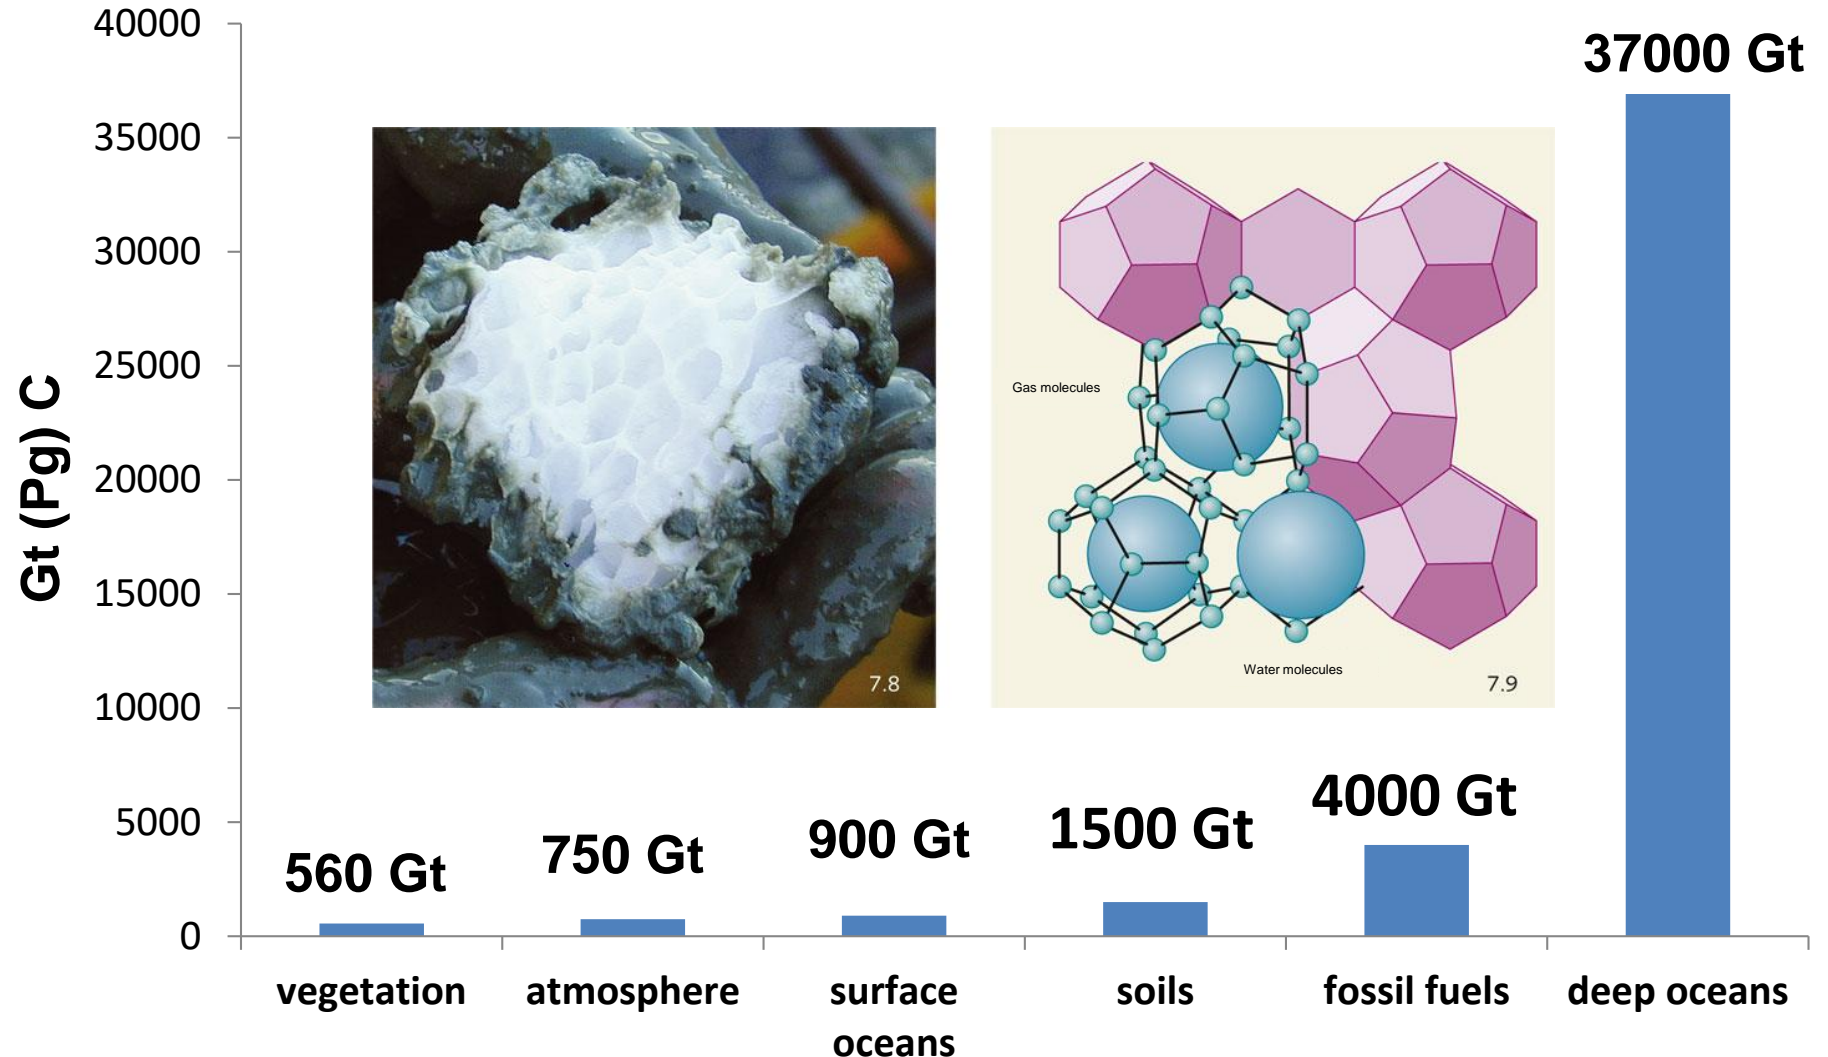 40000
35000
30000
25000
20000
15000
10000
5000
0
Gt (Pg) C
560 Gt
750 Gt
900 Gt
1500 Gt
4000 Gt
37000 Gt
Gas molecules
Water molecules
7.8
7.9
vegetation
atmosphere
surface
oceans
soils
fossil fuels
deep oceans